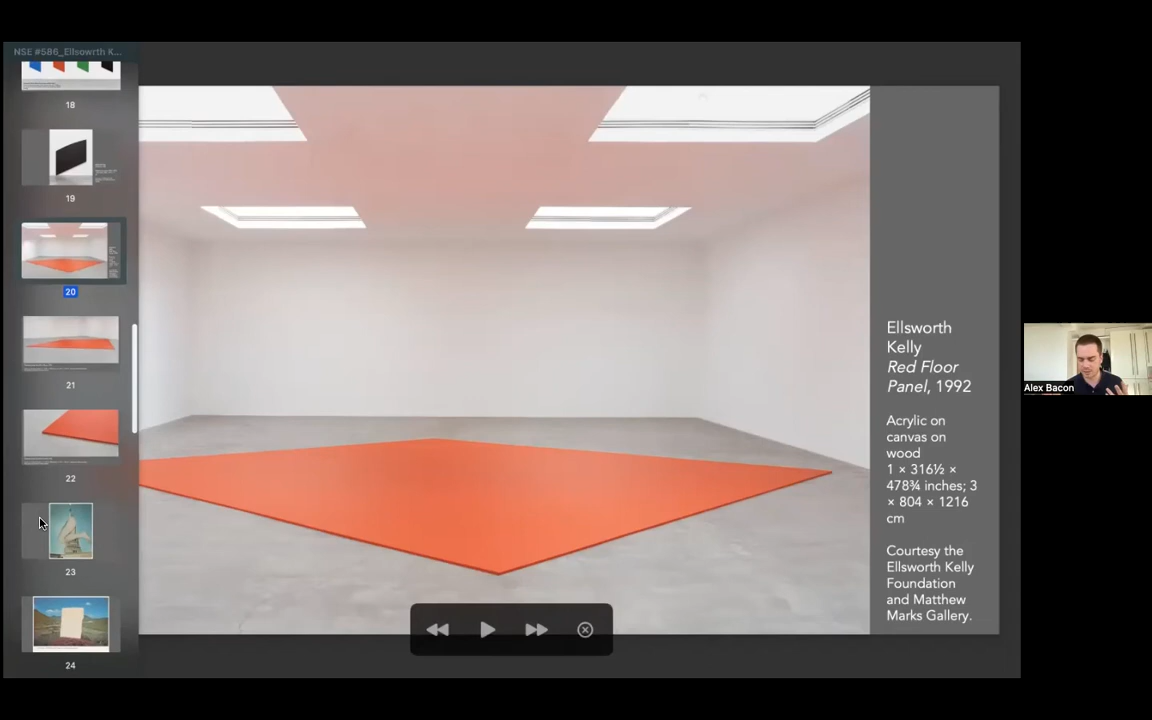 NSE #586_Ellsowrth K...
18
19
20
21
22
23
24
Ellsworth
Kelly
Red Floor
Panel, 1992
Acrylic on
canvas on
wood
1 × 316½ ×
478¾ inches; 3
× 804 × 1216
cm
Courtesy the
Ellsworth Kelly
Foundation
and Matthew
Marks Gallery.
Alex Bacon